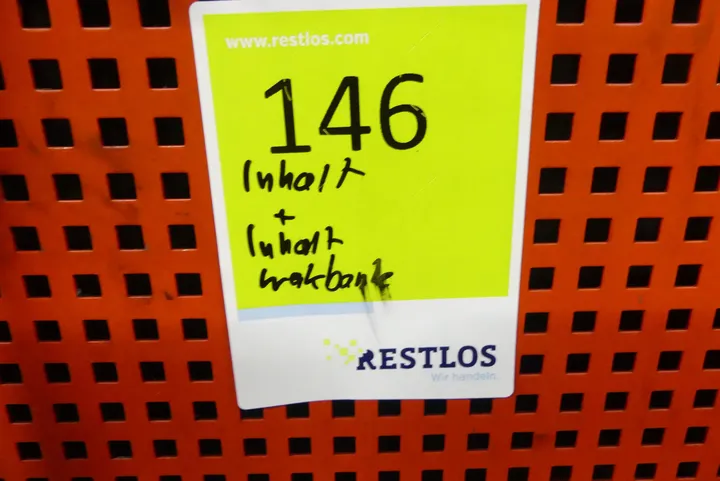 www.restlos.com
146
Inhalt
+
Inhalt
werkbank
RESTLOS
Wir handeln.